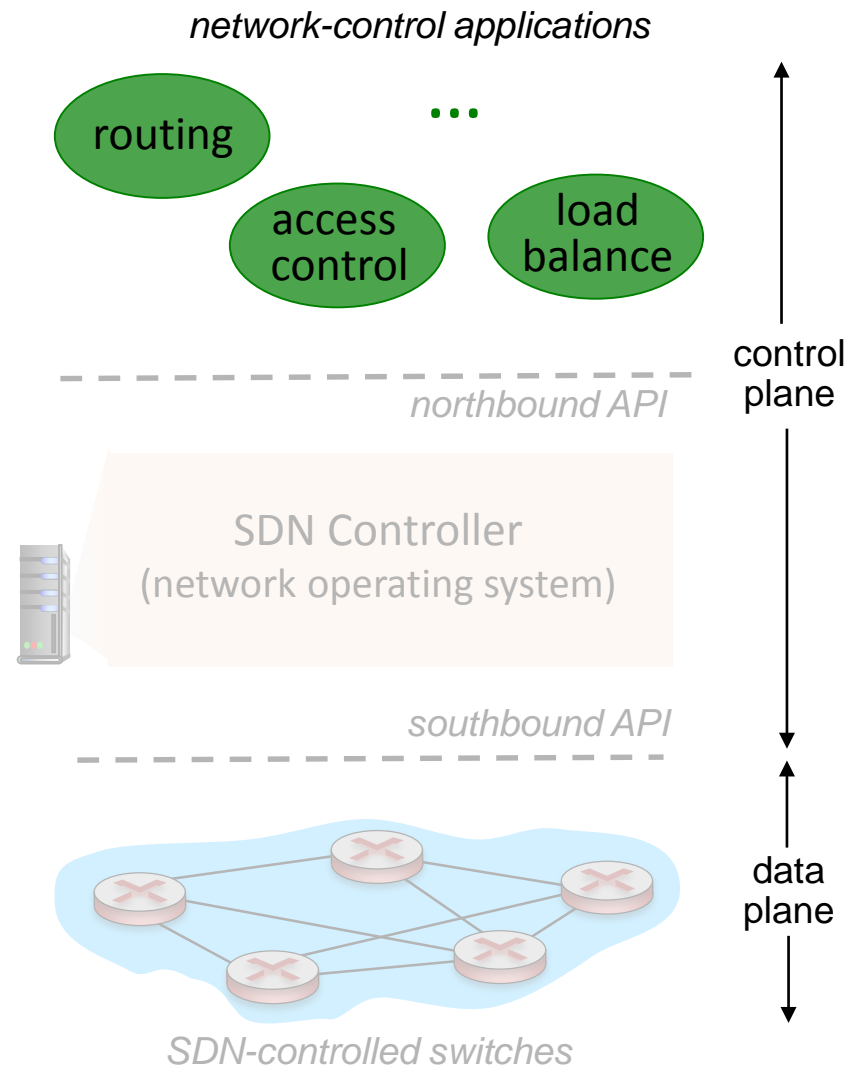 network-control applications
routing
...
access
control
load
balance
control
plane
northbound API
SDN Controller
(network operating system)
southbound API
data
plane
SDN-controlled switches